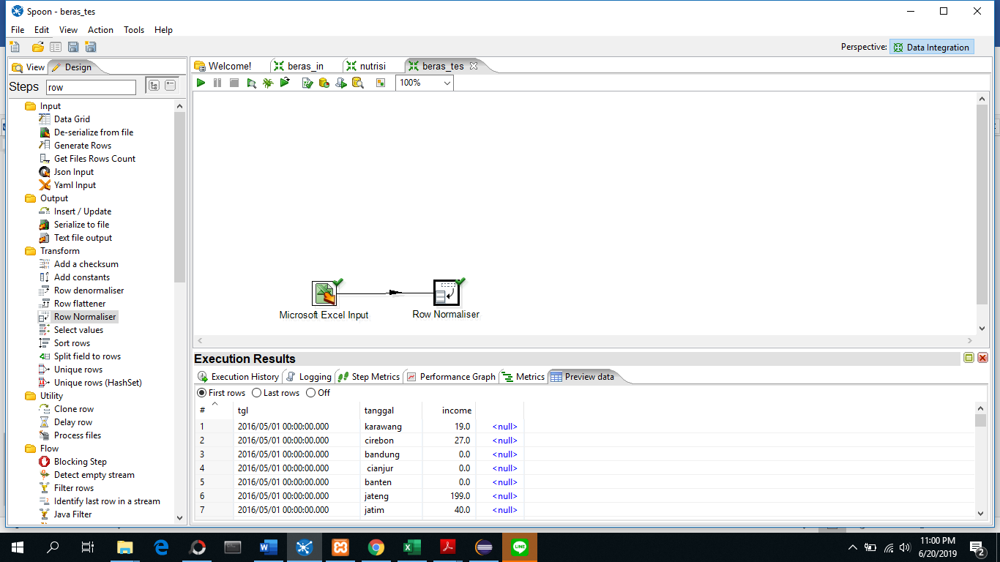 Spoon - beras_tes
File Edit View Action Tools Help
Perspective: Data Integration
View Design
Welcome! beras_in nutrisi beras_tes
Steps row
100%
Input
Data Grid
De-serialize from file
Generate Rows
Get Files Rows Count
Json Input
Yaml Input
Output
Insert / Update
Serialize to file
Text file output
Transform
Add a checksum
Add constants
Row denormaliser
Row flattener
Row Normaliser
Select values
Sort rows
Split field to rows
Unique rows
Unique rows (HashSet)
Utility
Clone row
Delay row
Process files
Flow
Blocking Step
Detect empty stream
Filter rows
Identify last row in a stream
Java Filter
Microsoft Excel Input Row Normaliser
Execution Results
Execution History Logging Step Metrics Performance Graph Metrics Preview data
First rows Last rows Off
# tgl tanggal income
1 2016/05/01 00:00:00.000 karawang 19.0 <null>
2 2016/05/01 00:00:00.000 cirebon 27.0 <null>
3 2016/05/01 00:00:00.000 bandung 0.0 <null>
4 2016/05/01 00:00:00.000 cianjur 0.0 <null>
5 2016/05/01 00:00:00.000 banten 0.0 <null>
6 2016/05/01 00:00:00.000 jateng 199.0 <null>
7 2016/05/01 00:00:00.000 jatim 40.0 <null>
LINE
11:00 PM
6/20/2019
2